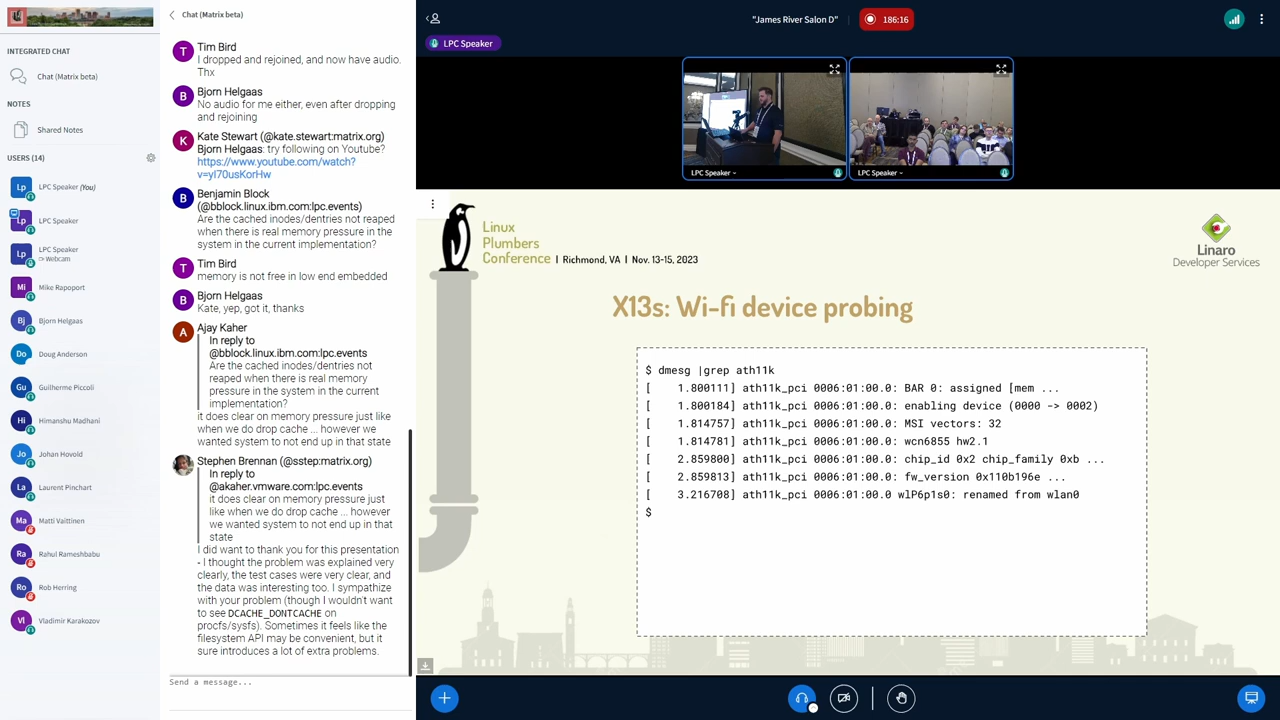 INTEGRATED CHAT
Chat (Matrix beta)
NOTES
Shared Notes
USERS (14)
Lp LPC Speaker (You)
Lp LPC Speaker
Lp LPC Speaker
Webcam
Mi Mike Rapoport
Bj Bjorn Helgaas
Do Doug Anderson
Gu Guilherme Piccoli
Hi Himanshu Madhani
Jo Johan Hovold
La Laurent Pinchart
Ma Matti Vaittinen
Ra Rahul Rameshbabu
Ro Rob Herring
Vl Vladimir Karakozov
Chat (Matrix beta)
T Tim Bird
I dropped and rejoined, and now have audio.
Thx
B Bjorn Helgaas
No audio for me either, even after dropping
and rejoining
K Kate Stewart (@kate.stewart:matrix.org)
Bjorn Helgaas: try following on Youtube?
https://www.youtube.com/watch?
v=yI70usKorHw
B Benjamin Block
(@bblock.linux.ibm.com:lpc.events)
Are the cached inodes/dentries not reaped
when there is real memory pressure in the
system in the current implementation?
T Tim Bird
memory is not free in low end embedded
B Bjorn Helgaas
Kate, yep, got it, thanks
A Ajay Kaher
In reply to
@bblock.linux.ibm.com:lpc.events
Are the cached inodes/dentries not
reaped when there is real memory
pressure in the system in the current
implementation?
it does clear on memory pressure just like
when we do drop cache ... however we
wanted system to not end up in that state
Stephen Brennan (@sstep:matrix.org)
In reply to
@akaher.vmware.com:lpc.events
it does clear on memory pressure just
like when we do drop cache ... however
we wanted system to not end up in that
state
I did want to thank you for this presentation
- I thought the problem was explained very
clearly, the test cases were very clear, and
the data was interesting too. I sympathize
with your problem (though I wouldn't want
to see DCACHE_DONTCACHE on
procfs/sysfs). Sometimes it feels like the
filesystem API may be convenient, but it
sure introduces a lot of extra problems.
Send a message...
"James River Salon D"
186:16
LPC Speaker
LPC Speaker
LPC Speaker
Linux
Plumbers
Conference | Richmond, VA | Nov. 13-15, 2023
Linaro
Developer Services
X13s: Wi-fi device probing
$ dmesg |grep ath11k
[    1.800111] ath11k_pci 0006:01:00.0: BAR 0: assigned [mem ...
[    1.800184] ath11k_pci 0006:01:00.0: enabling device (0000 -> 0002)
[    1.814757] ath11k_pci 0006:01:00.0: MSI vectors: 32
[    1.814781] ath11k_pci 0006:01:00.0: wcn6855 hw2.1
[    2.859800] ath11k_pci 0006:01:00.0: chip_id 0x2 chip_family 0xb ...
[    2.859813] ath11k_pci 0006:01:00.0: fw_version 0x110b196e ...
[    3.216708] ath11k_pci 0006:01:00.0 wlP6p1s0: renamed from wlan0
$